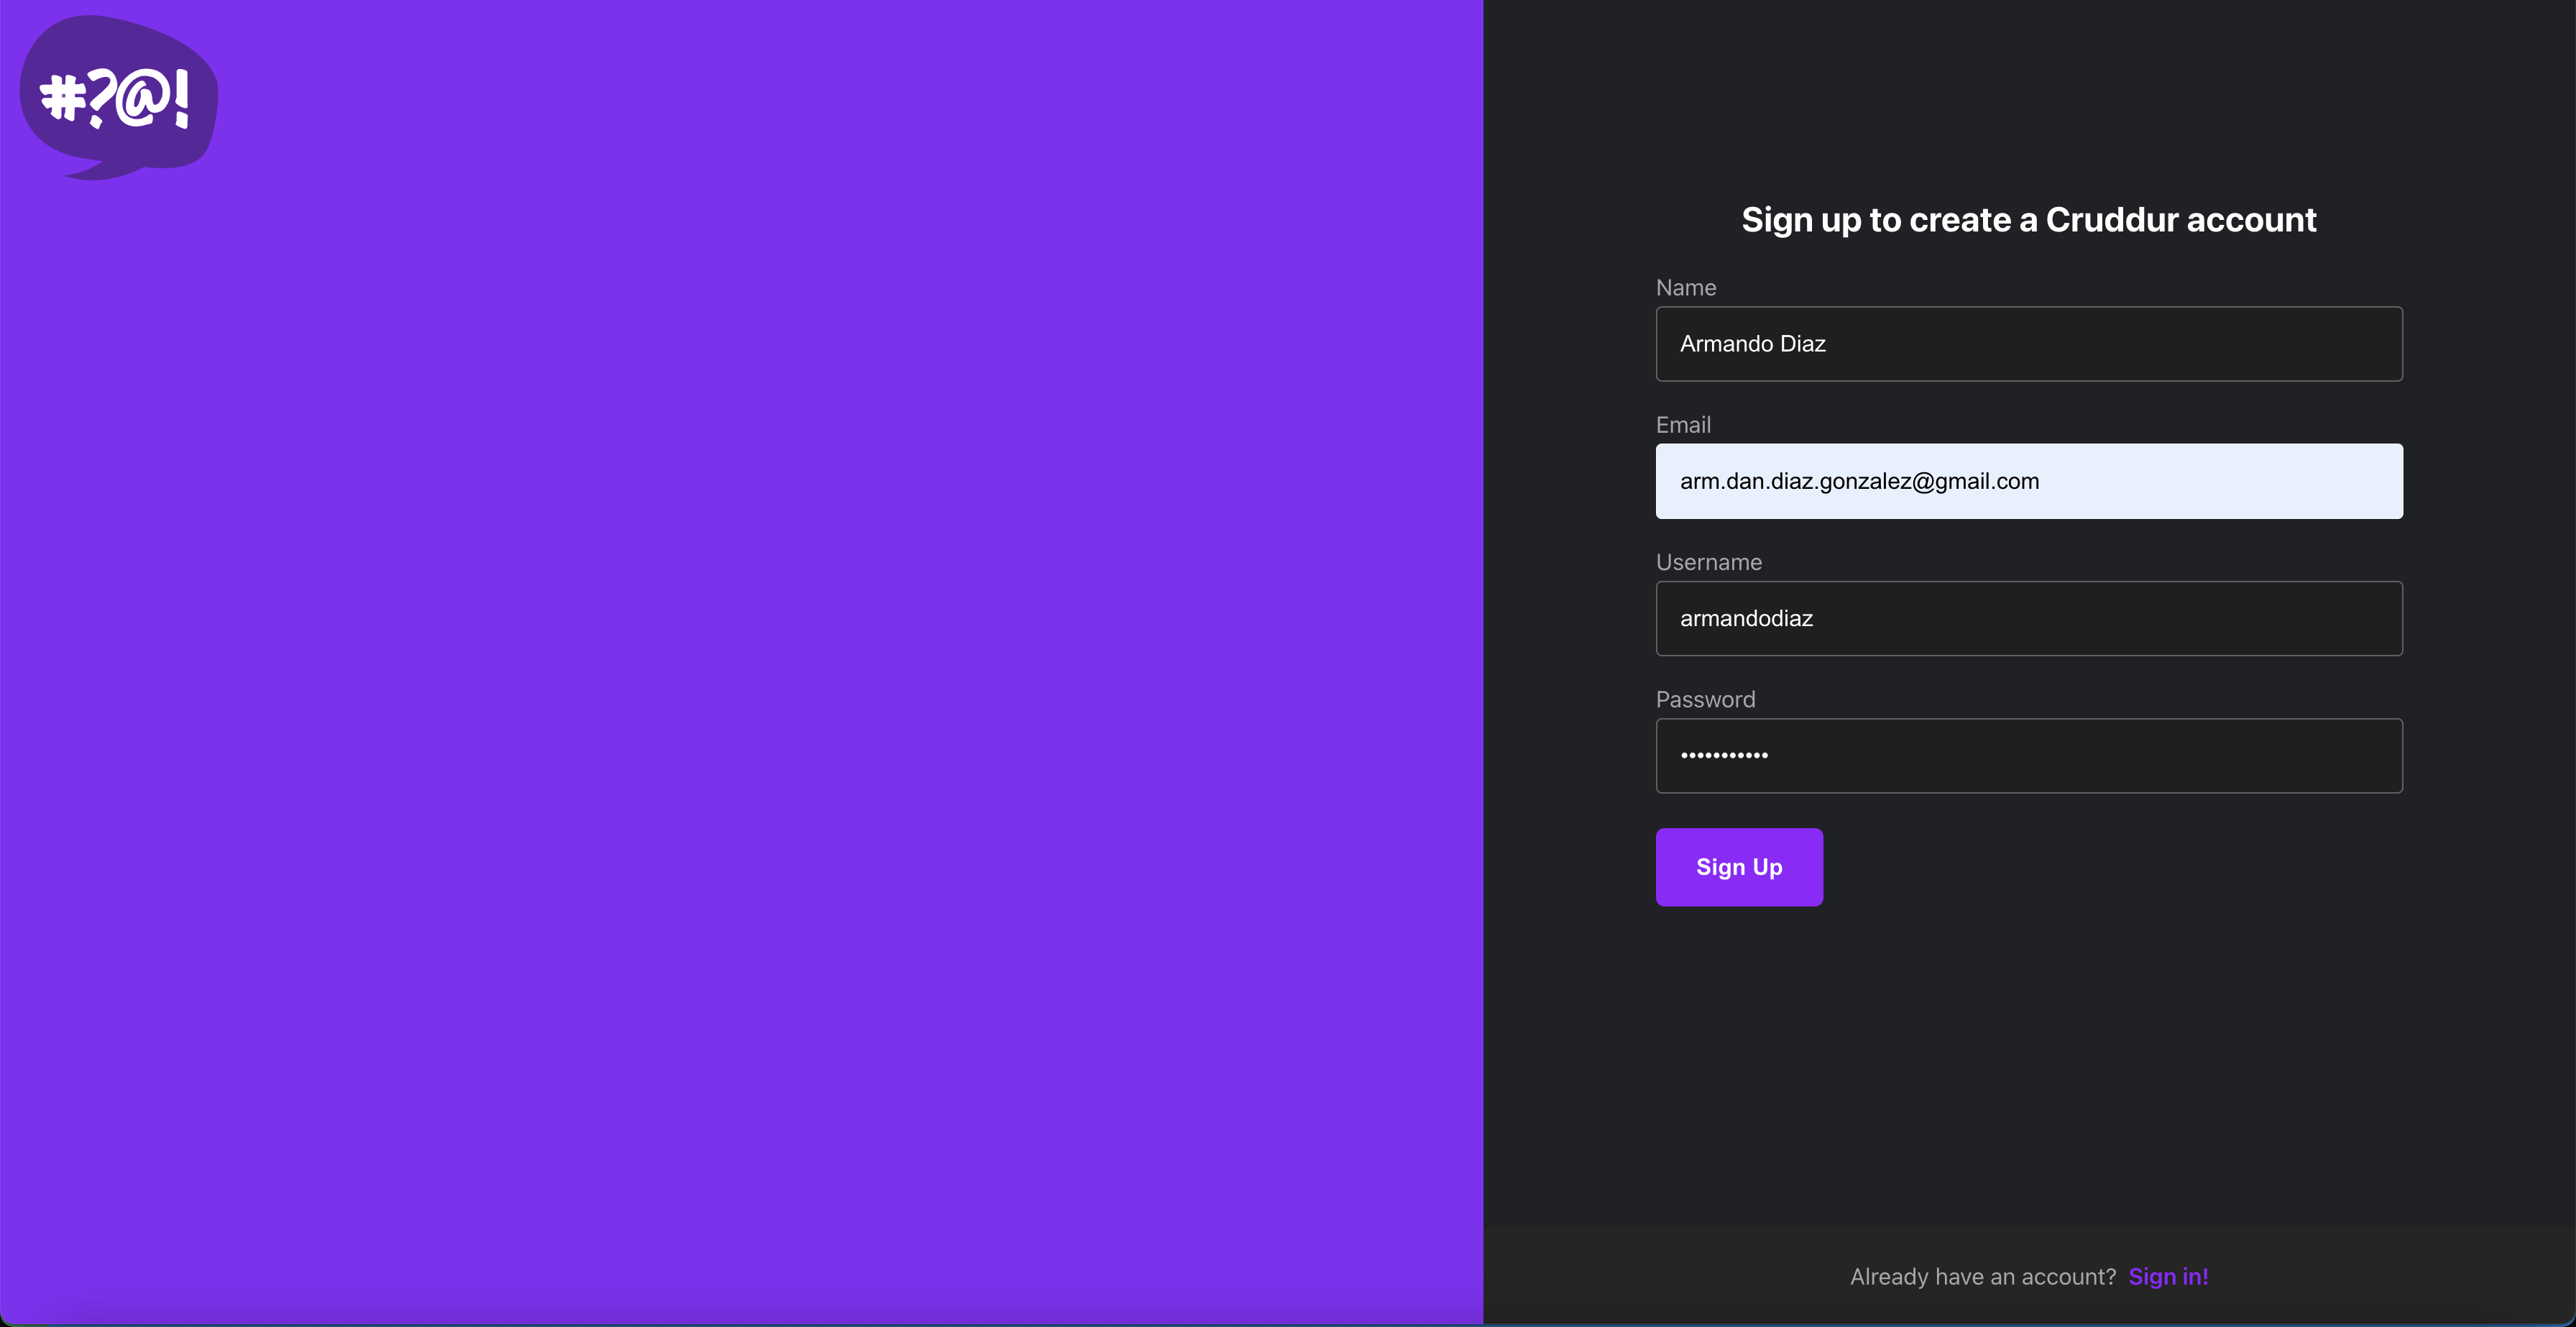 #?@!
Sign up to create a Cruddur account
Name
Armando Diaz
Email
arm.dan.diaz.gonzalez@gmail.com
Username
armandodiaz
Password
•••••••••••
Sign Up
Already have an account? Sign in!